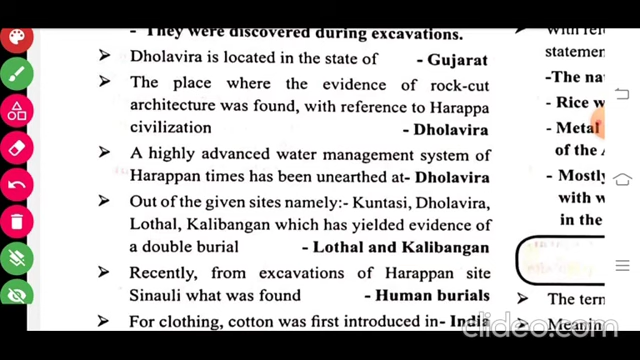 - They were discovered during excavations.
➤ Dholavira is located in the state of - Gujarat
➤ The place where the evidence of rock-cut
architecture was found, with reference to Harappa
civilization - Dholavira
➤ A highly advanced water management system of
Harappan times has been unearthed at- Dholavira
➤ Out of the given sites namely:- Kuntasi, Dholavira,
Lothal, Kalibangan which has yielded evidence of
a double burial - Lothal and Kalibangan
➤ Recently, from excavations of Harappan site
Sinauli what was found - Human burials
➤ For clothing, cotton was first introduced in- India
statemen
-The na
- Rice w
- Metal
of the
- Mostly
with w
in the
➤ The term
➤ Meanin
clideo.com